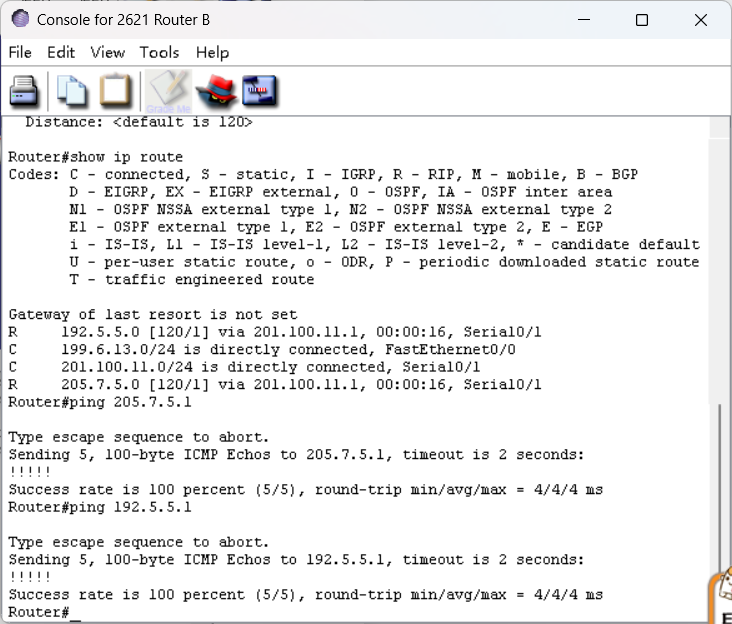 Console for 2621 Router B
File Edit View Tools Help
Grade Me
Distance: <default is 120>
Router#show ip route
Codes: C - connected, S - static, I - IGRP, R - RIP, M - mobile, B - BGP
D - EIGRP, EX - EIGRP external, O - OSPF, IA - OSPF inter area
N1 - OSPF NSSA external type 1, N2 - OSPF NSSA external type 2
E1 - OSPF external type 1, E2 - OSPF external type 2, E - EGP
i - IS-IS, L1 - IS-IS level-1, L2 - IS-IS level-2, * - candidate default
U - per-user static route, o - ODR, P - periodic downloaded static route
T - traffic engineered route
Gateway of last resort is not set
R 192.5.5.0 [120/1] via 201.100.11.1, 00:00:16, Serial0/1
C 199.6.13.0/24 is directly connected, FastEthernet0/0
C 201.100.11.0/24 is directly connected, Serial0/1
R 205.7.5.0 [120/1] via 201.100.11.1, 00:00:16, Serial0/1
Router#ping 205.7.5.1
Type escape sequence to abort.
Sending 5, 100-byte ICMP Echos to 205.7.5.1, timeout is 2 seconds:
!!!!!
Success rate is 100 percent (5/5), round-trip min/avg/max = 4/4/4 ms
Router#ping 192.5.5.1
Type escape sequence to abort.
Sending 5, 100-byte ICMP Echos to 192.5.5.1, timeout is 2 seconds:
!!!!!
Success rate is 100 percent (5/5), round-trip min/avg/max = 4/4/4 ms
Router#_